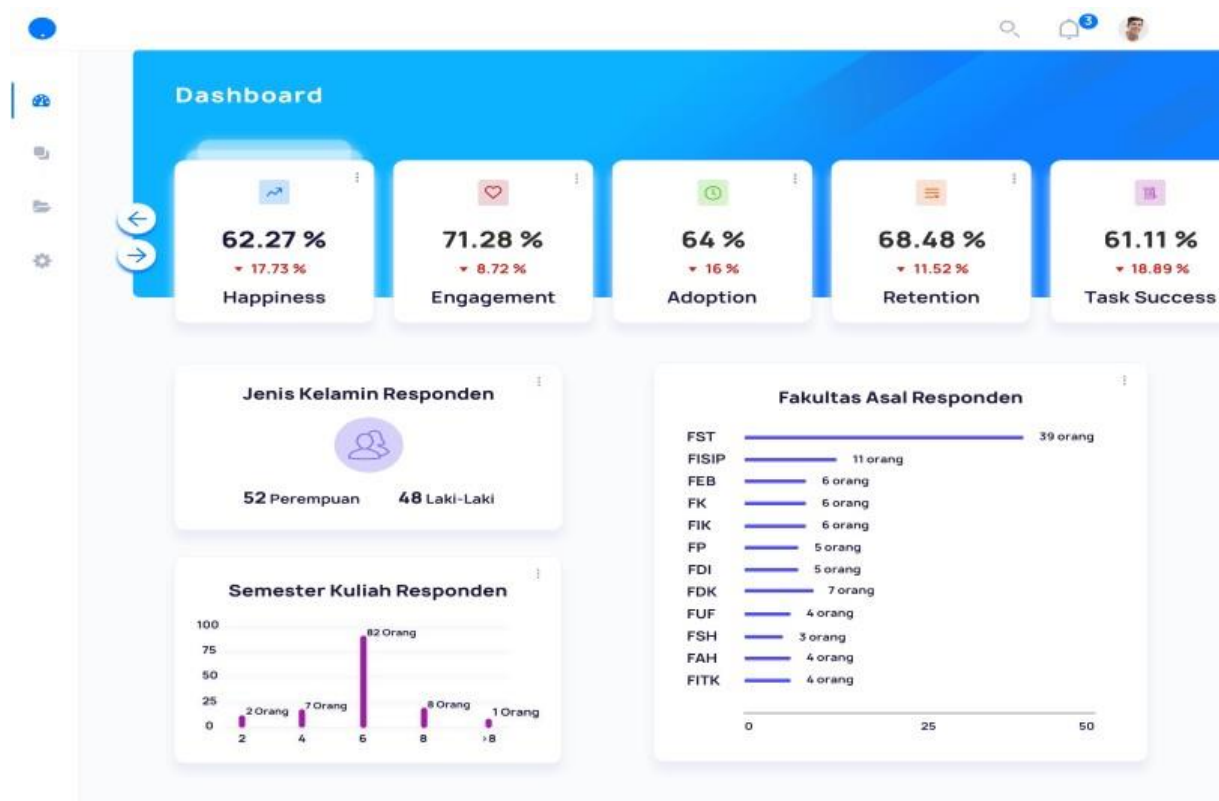 3
Dashboard
62.27 %
17.73 %
Happiness
71.28 %
8.72 %
Engagement
64 %
16 %
Adoption
68.48 %
11.52 %
Retention
61.11 %
18.89 %
Task Success
Jenis Kelamin Responden
52 Perempuan 48 Laki-Laki
Semester Kuliah Responden
100
75
50
25
0
2 Orang
7 Orang
82 Orang
8 Orang
1 Orang
2 4 6 8 >8
Fakultas Asal Responden
FST 39 orang
FISIP 11 orang
FEB 6 orang
FK 6 orang
FIK 6 orang
FP 5 orang
FDI 5 orang
FDK 7 orang
FUF 4 orang
FSH 3 orang
FAH 4 orang
FITK 4 orang
0 25 50